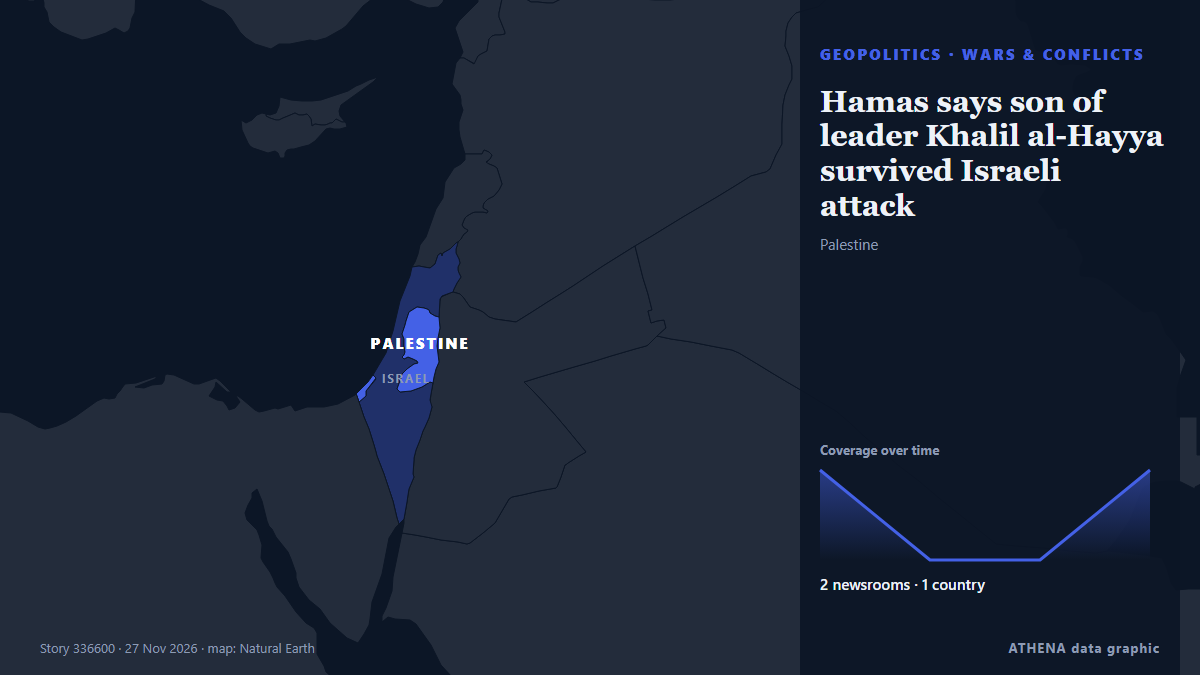 GEOPOLITICS · WARS & CONFLICTS
Hamas says son of
leader Khalil al-Hayya
survived Israeli
attack
Palestine
PALESTINE
ISRAEL
Coverage over time
2 newsrooms · 1 country
Story 336600 · 27 Nov 2026 · map: Natural Earth
ATHENA data graphic